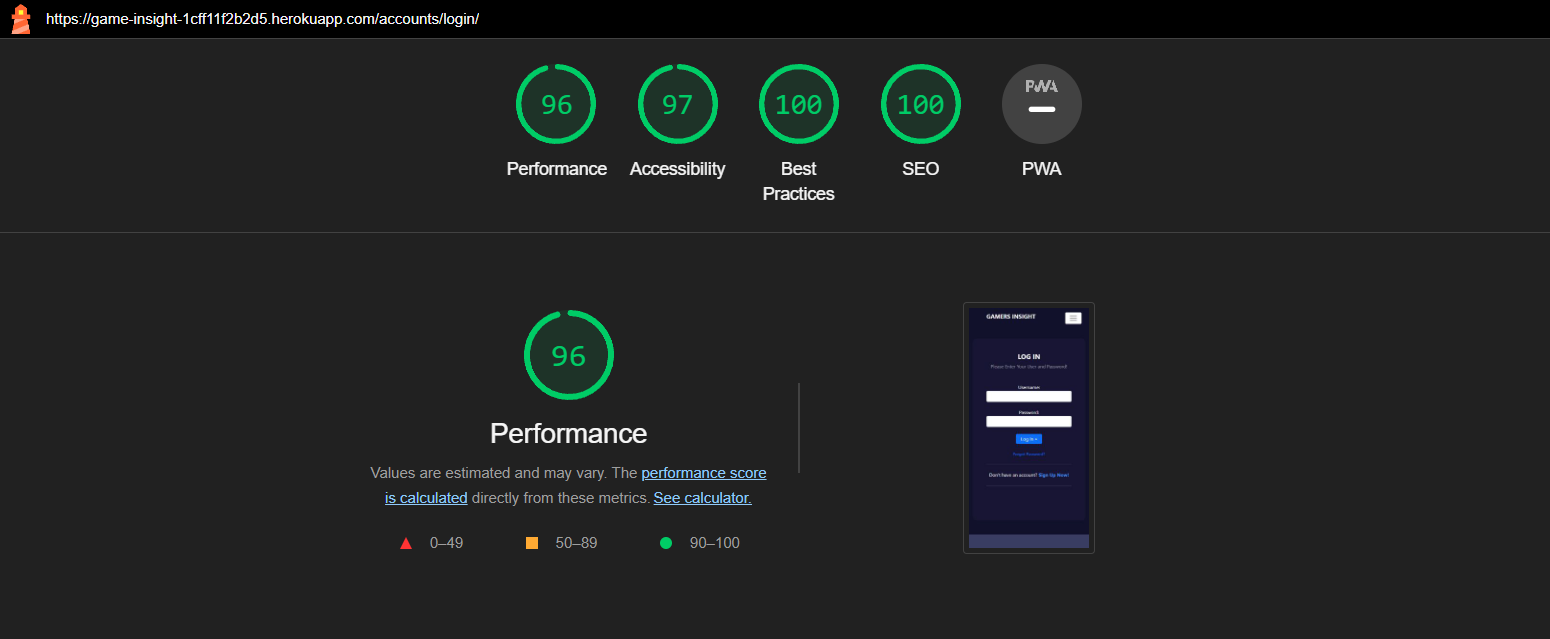 https://game-insight-1cff11f2b2d5.herokuapp.com/accounts/login/
96
97
100
100
PWA
Performance
Accessibility
Best
Practices
SEO
PWA
96
Performance
Values are estimated and may vary. The performance score
is calculated directly from these metrics. See calculator.
0–49
50–89
90–100
GAMERS INSIGHT
LOG IN
Please Enter Your User and Password!
Username
Password
Log In
Forgot Password?
Don't have an account? Sign Up Now!